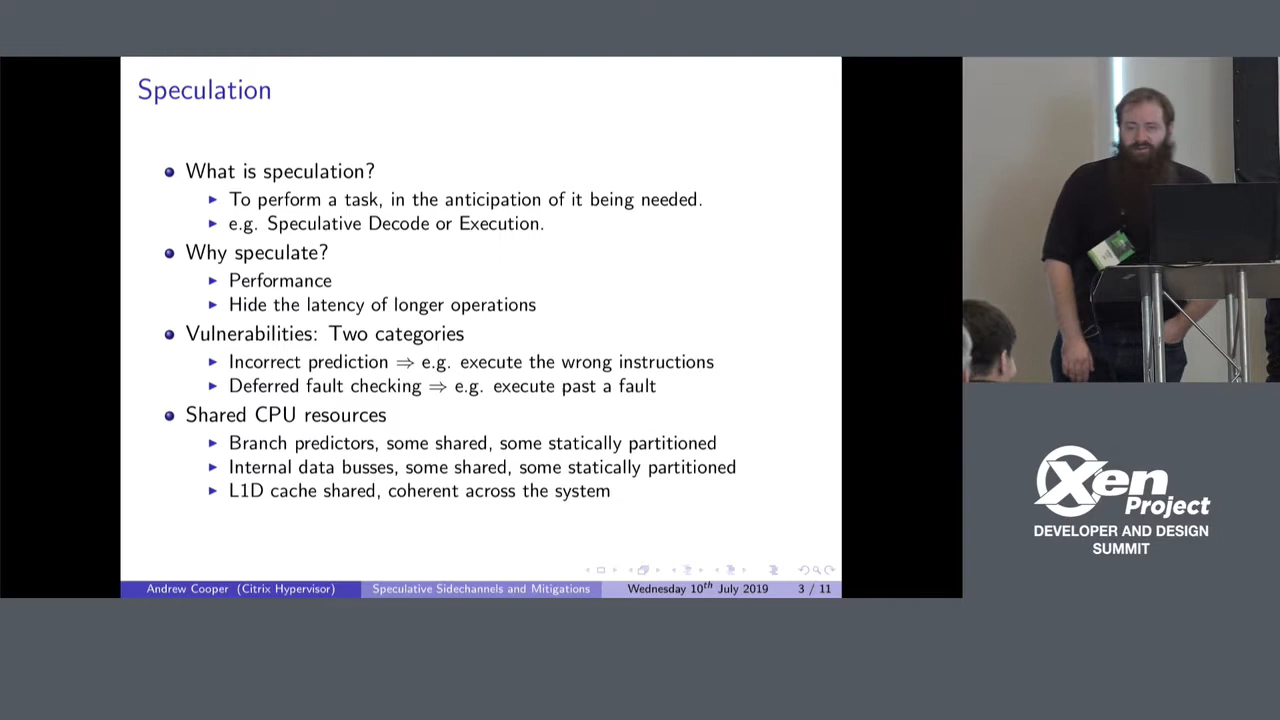 Speculation
What is speculation?
To perform a task, in the anticipation of it being needed.
e.g. Speculative Decode or Execution.
Why speculate?
Performance
Hide the latency of longer operations
Vulnerabilities: Two categories
Incorrect prediction ⇒ e.g. execute the wrong instructions
Deferred fault checking ⇒ e.g. execute past a fault
Shared CPU resources
Branch predictors, some shared, some statically partitioned
Internal data busses, some shared, some statically partitioned
L1D cache shared, coherent across the system
Andrew Cooper (Citrix Hypervisor) Speculative Sidechannels and Mitigations Wednesday 10th July 2019 3 / 11
Xen
Project
DEVELOPER AND DESIGN
SUMMIT